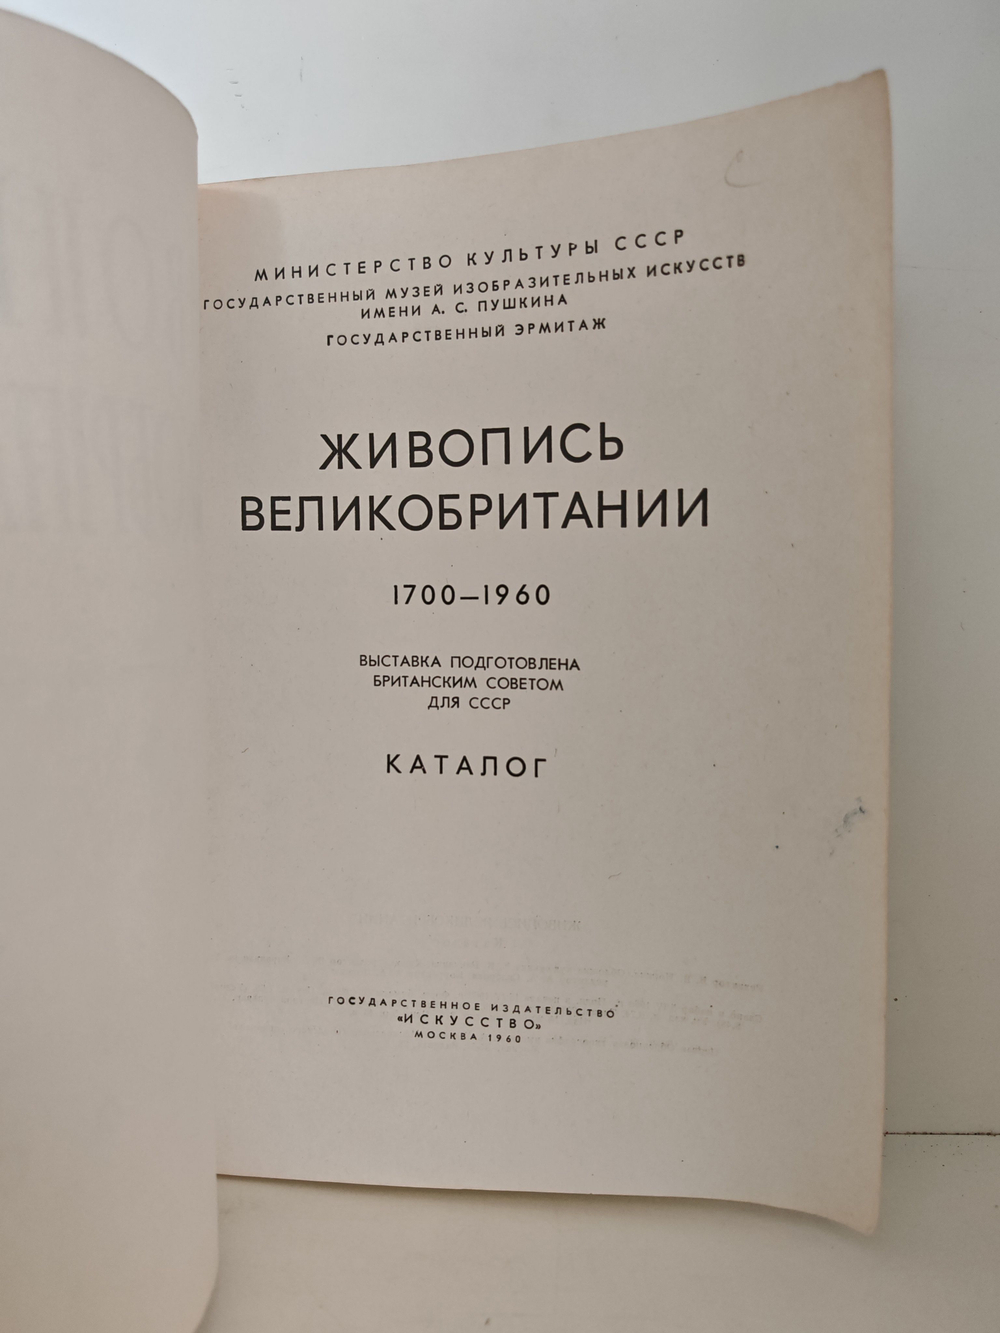 МИНИСТЕРСТВО КУЛЬТУРЫ СССР
ГОСУДАРСТВЕННЫЙ МУЗЕЙ ИЗОБРАЗИТЕЛЬНЫХ ИСКУССТВ
ИМЕНИ А. С. ПУШКИНА
ГОСУДАРСТВЕННЫЙ ЭРМИТАЖ
ЖИВОПИСЬ
ВЕЛИКОБРИТАНИИ
1700—1960
ВЫСТАВКА ПОДГОТОВЛЕНА
БРИТАНСКИМ СОВЕТОМ
ДЛЯ СССР
КАТАЛОГ
ГОСУДАРСТВЕННОЕ ИЗДАТЕЛЬСТВО
«ИСКУССТВО»
МОСКВА 1960